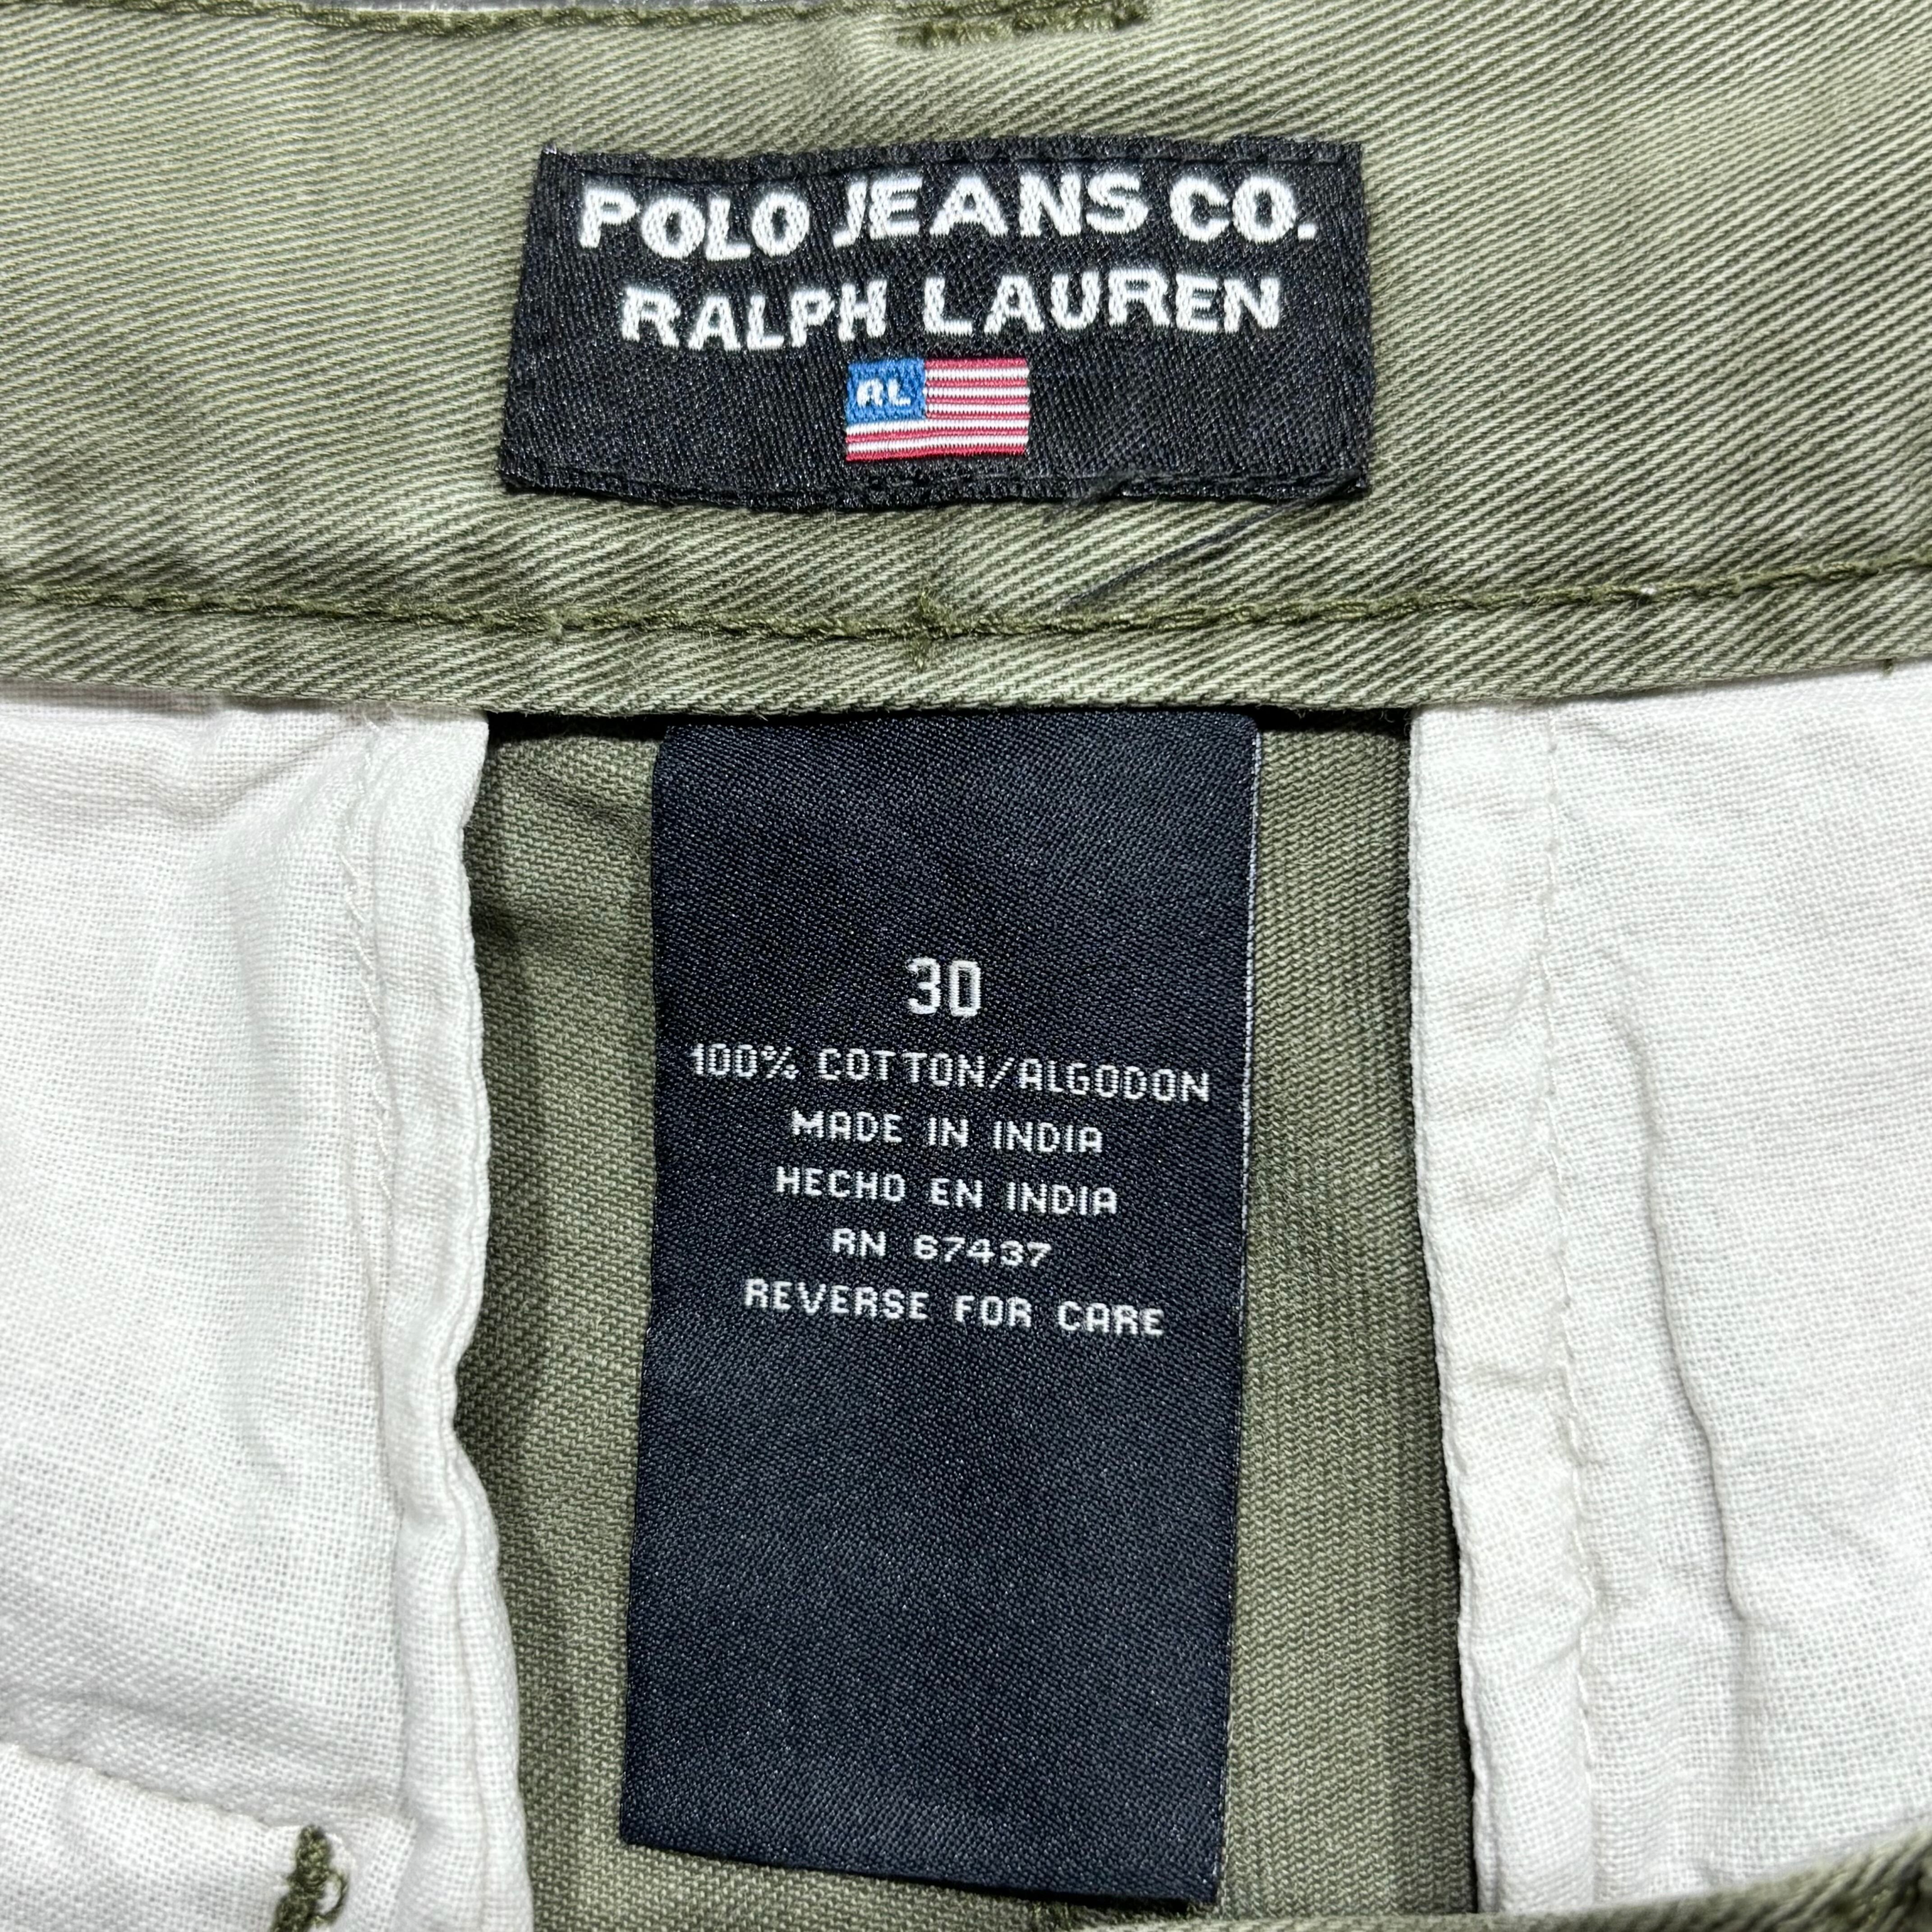 POLO JEANS CO.
RALPH LAUREN
RL
30
100% COTTON/ALGODON
MADE IN INDIA
HECHO EN INDIA
RN 67437
REVERSE FOR CARE